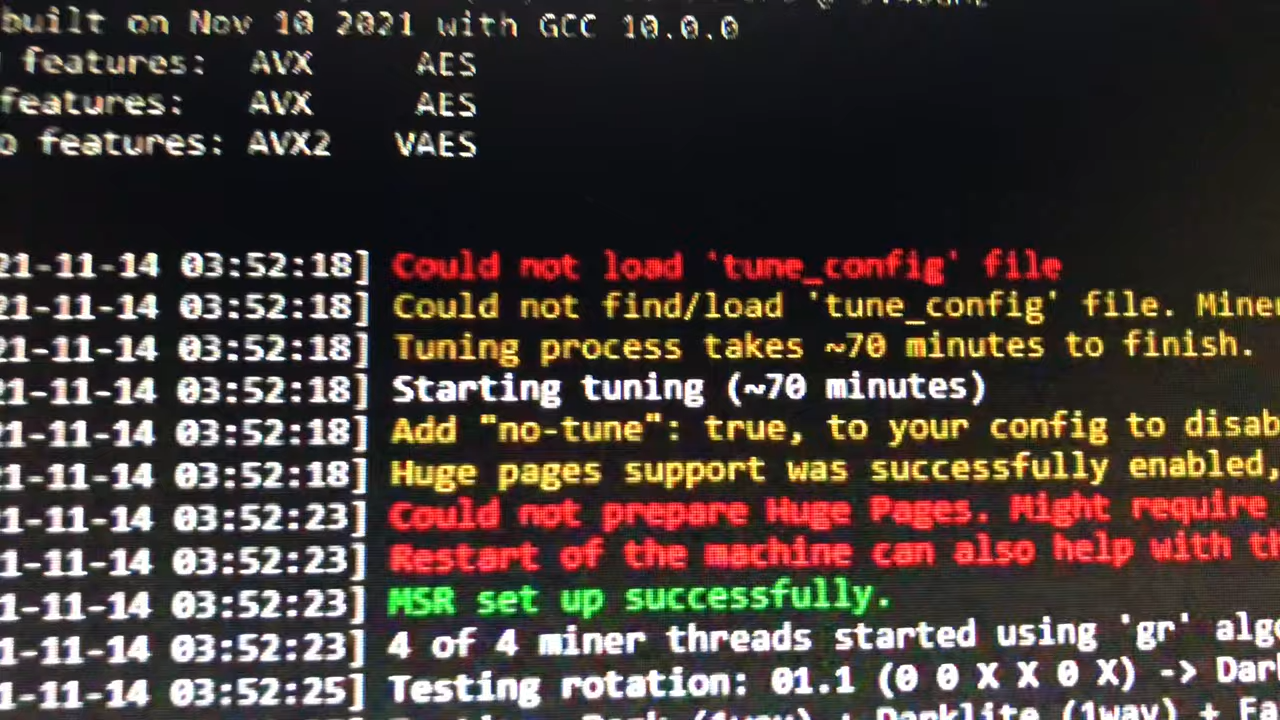 built on Nov 10 2021 with GCC 10.0.0
features: AVX AES
features: AVX AES
o features: AVX2 VAES
21-11-14 03:52:18] Could not load 'tune_config' file
21-11-14 03:52:18] Could not find/load 'tune_config' file. Mine
21-11-14 03:52:18] Tuning process takes ~70 minutes to finish.
21-11-14 03:52:18] Starting tuning (~70 minutes)
21-11-14 03:52:18] Add "no-tune": true, to your config to disab
21-11-14 03:52:18] Huge pages support was successfully enabled,
1-11-14 03:52:23] Could not prepare Huge Pages. Might require
1-11-14 03:52:23] Restart of the machine can also help with th
1-11-14 03:52:23] MSR set up successfully.
1-11-14 03:52:23] 4 of 4 miner threads started using 'gr' algo
1-11-14 03:52:25] Testing rotation: 01.1 (0 0 X X 0 X) -> Dark
(1way) + Darklite (1way) + Fa